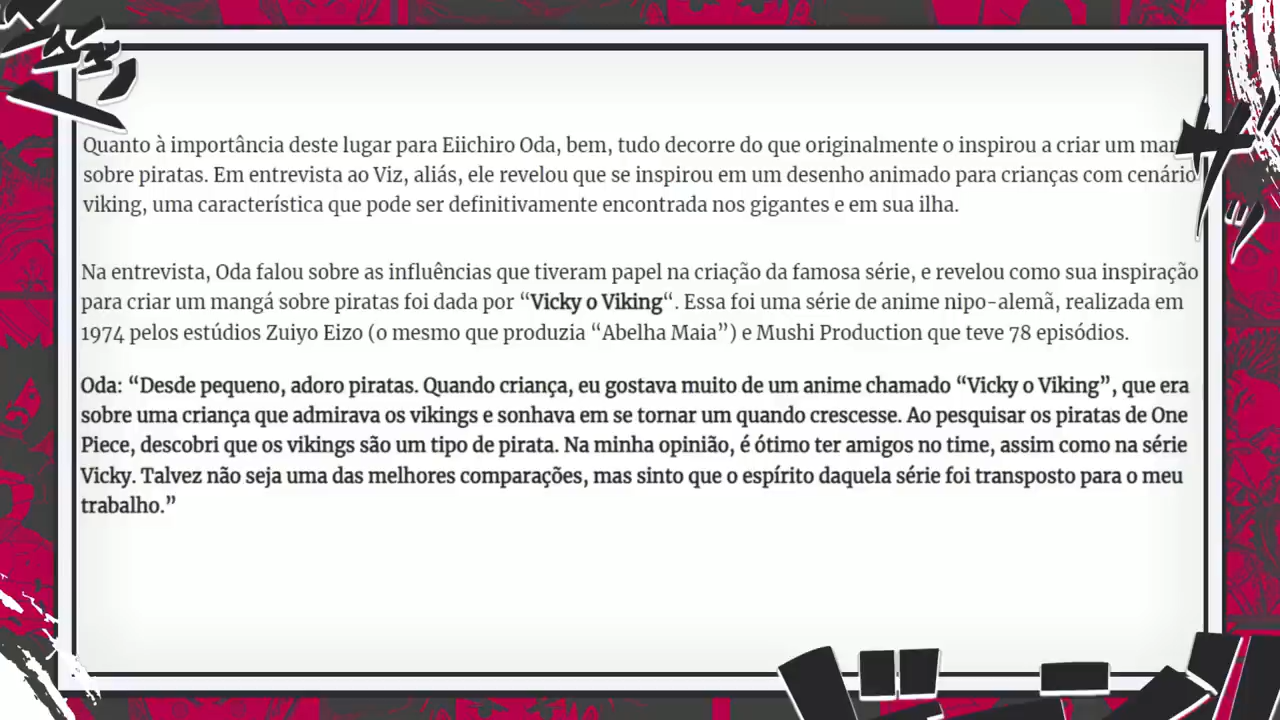 Quanto à importância deste lugar para Eiichiro Oda, bem, tudo decorre do que originalmente o inspirou a criar um
sobre piratas. Em entrevista ao Viz, aliás, ele revelou que se inspirou em um desenho animado para crianças com cenário
viking, uma característica que pode ser definitivamente encontrada nos gigantes e em sua ilha.
Na entrevista, Oda falou sobre as influências que tiveram papel na criação da famosa série, e revelou como sua inspiração
para criar um mangá sobre piratas foi dada por “Vicky o Viking“. Essa foi uma série de anime nipo-alemã, realizada em
1974 pelos estúdios Zuiyo Eizo (o mesmo que produzia “Abelha Maia”) e Mushi Production que teve 78 episódios.
Oda: “Desde pequeno, adoro piratas. Quando criança, eu gostava muito de um anime chamado “Vicky o Viking”, que era
sobre uma criança que admirava os vikings e sonhava em se tornar um quando crescesse. Ao pesquisar os piratas de One
Piece, descobri que os vikings são um tipo de pirata. Na minha opinião, é ótimo ter amigos no time, assim como na série
Vicky. Talvez não seja uma das melhores comparações, mas sinto que o espírito daquela série foi transposto para o meu
trabalho.”